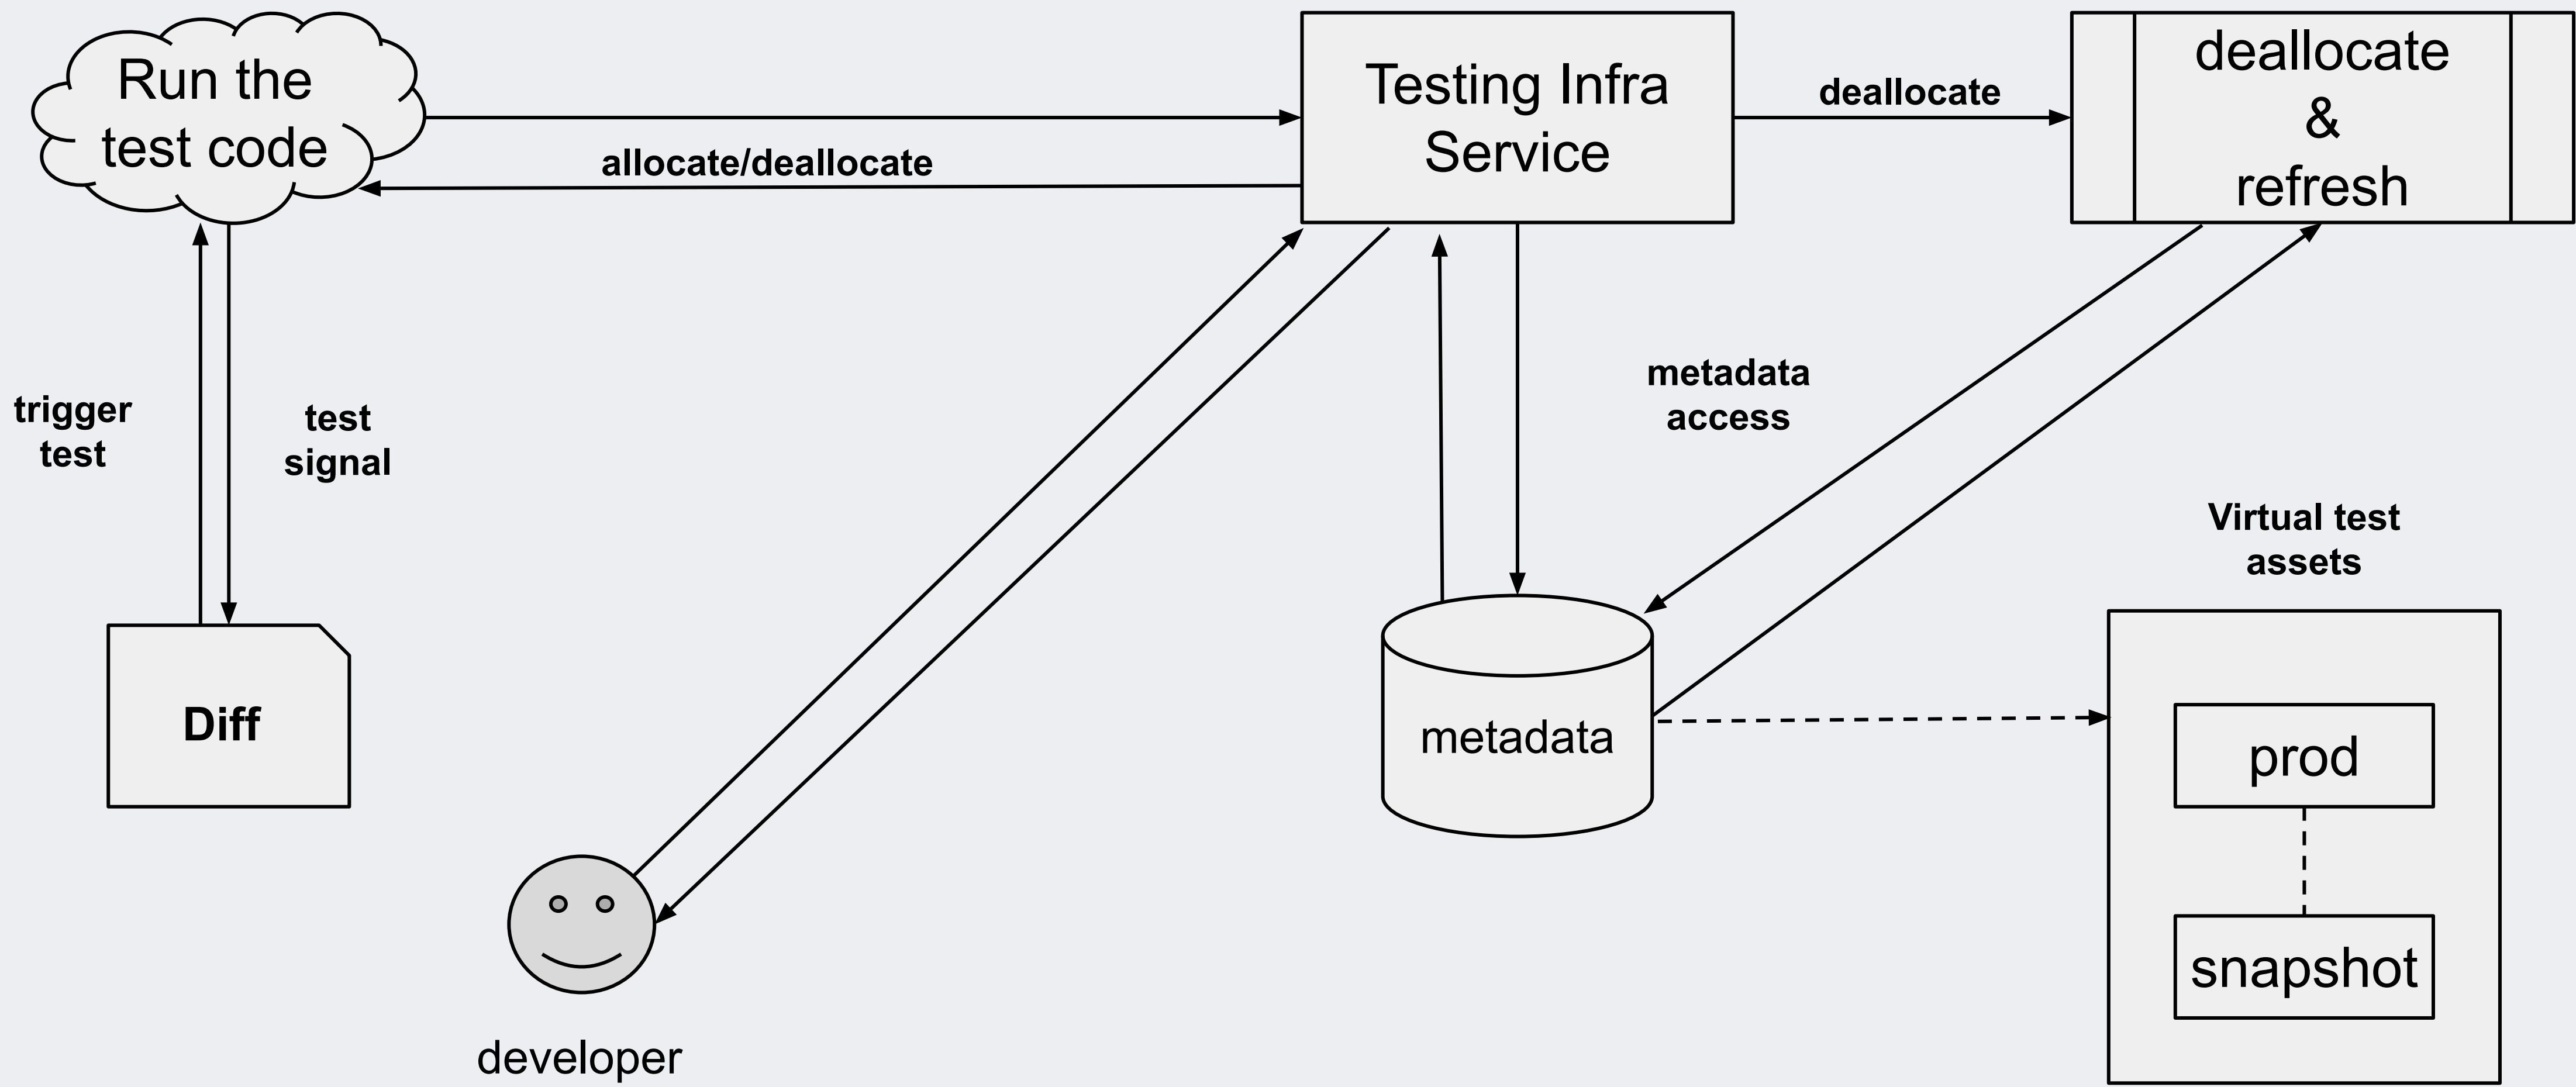 Run the
test code
allocate/deallocate
Testing Infra
Service
deallocate
deallocate
&
refresh
trigger
test
test
signal
metadata
access
Virtual test
assets
Diff
metadata
prod
snapshot
developer